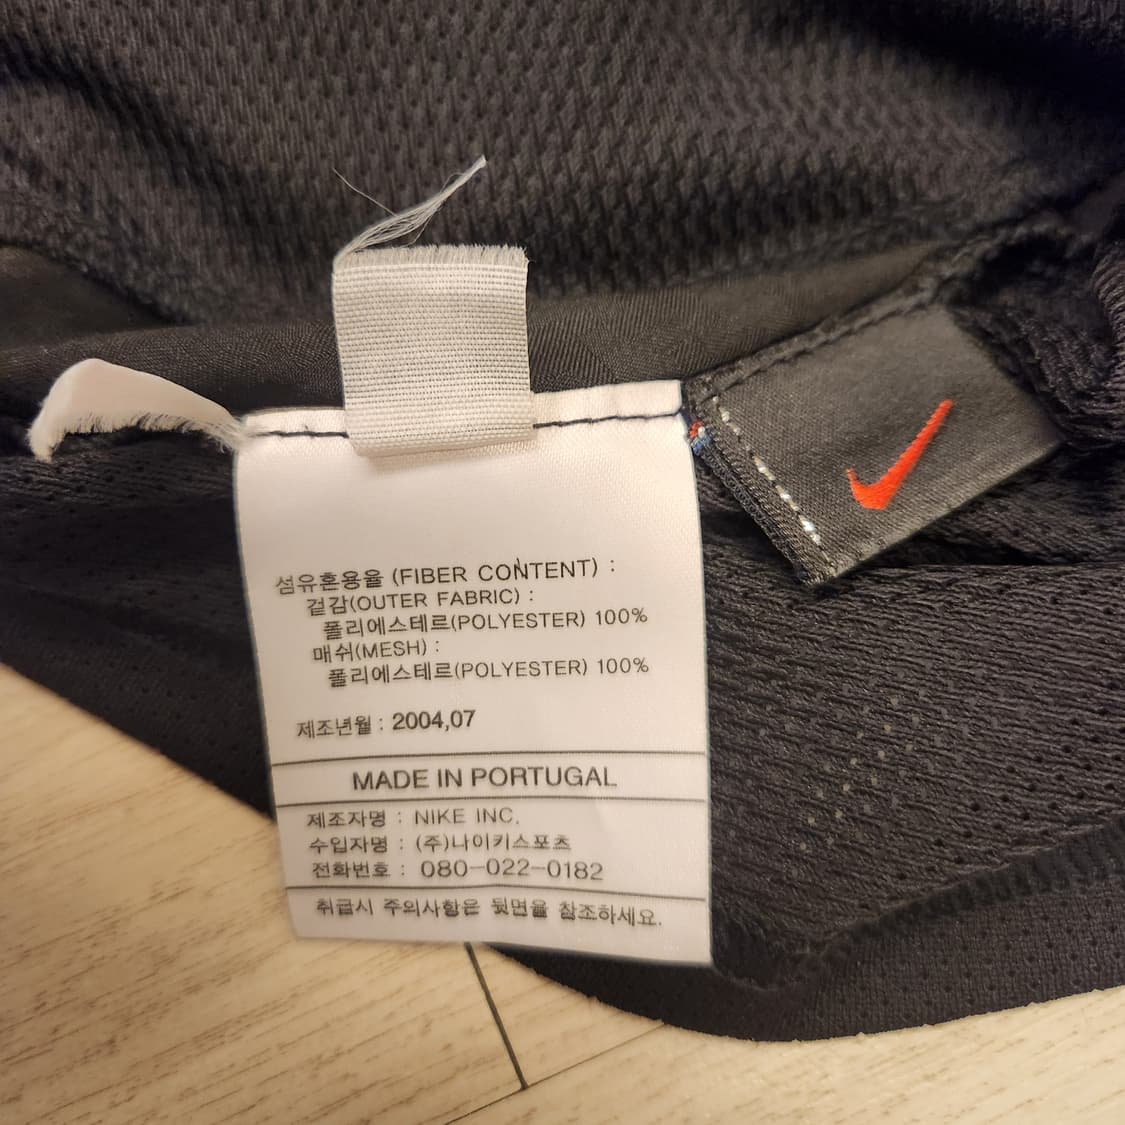 섬유혼용율 (FIBER CONTENT) :
겉감(OUTER FABRIC) :
폴리에스테르(POLYESTER) 100%
매쉬(MESH) :
폴리에스테르(POLYESTER) 100%
제조년월 : 2004,07
MADE IN PORTUGAL
제조자명 : NIKE INC.
수입자명 : (주)나이키스포츠
전화번호 : 080-022-0182
취급시 주의사항은 뒷면을 참조하세요.